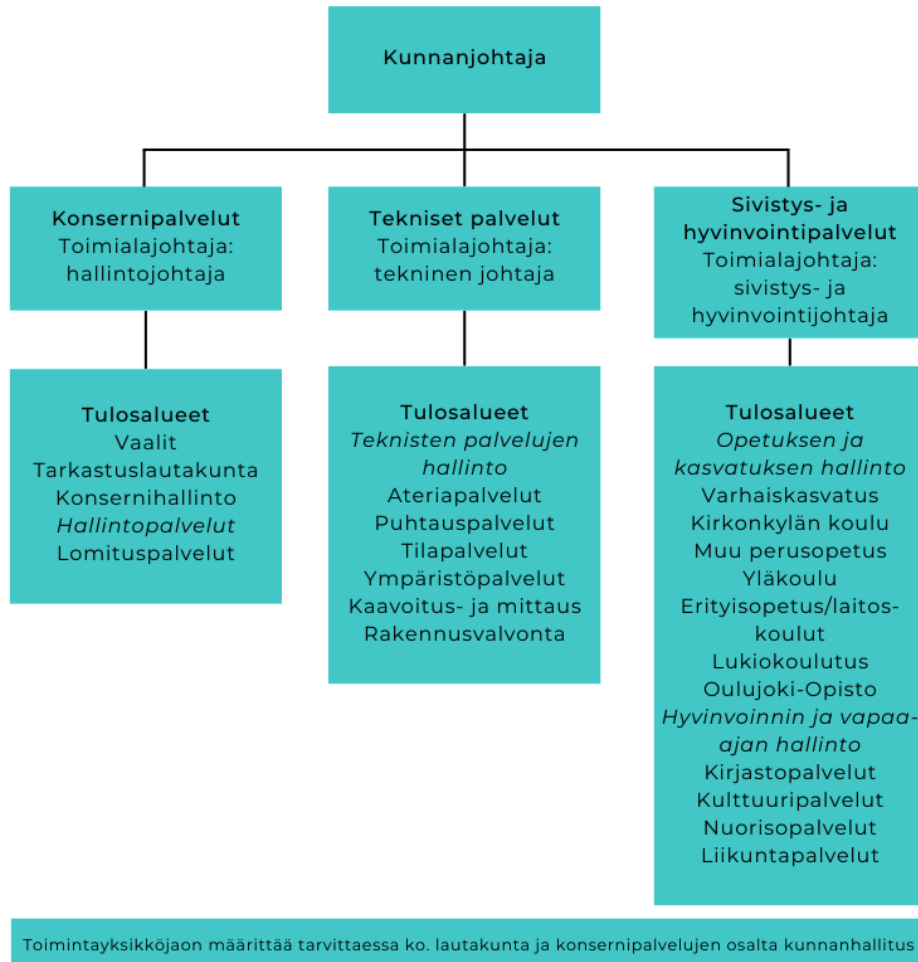 Kunnanjohtaja
Konsernipalvelut
Toimialajohtaja:
hallintojohtaja
Tekniset palvelut
Toimialajohtaja:
tekninen johtaja
Sivistys- ja
hyvinvointipalvelut
Toimialajohtaja:
sivistys- ja
hyvinvointijohtaja
Tulosalueet
Vaalit
Tarkastuslautakunta
Konsernihallinto
Hallintopalvelut
Lomituspalvelut
Tulosalueet
Teknisten palvelujen
hallinto
Ateriapalvelut
Puhtauspalvelut
Tilapalvelut
Ympäristöpalvelut
Kaavoitus- ja mittaus
Rakennusvalvonta
Tulosalueet
Opetuksen ja
kasvatuksen hallinto
Varhaiskasvatus
Kirkonkylän koulu
Muu perusopetus
Yläkoulu
Erityisopetus/laitos-
koulut
Lukiokoulutus
Oulujoki-Opisto
Hyvinvoinnin ja vapaa-
ajan hallinto
Kirjastopalvelut
Kulttuuripalvelut
Nuorisopalvelut
Liikuntapalvelut
Toimintayksikköjaon määrittää tarvittaessa ko. lautakunta ja konsernipalvelujen osalta kunnanhallitus